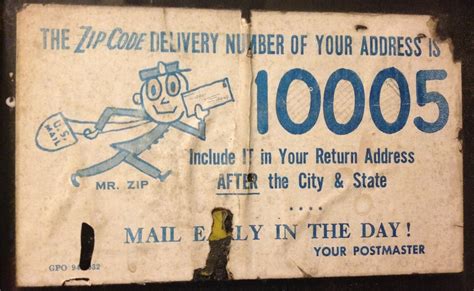 THE ZIP CODE DELIVERY NUMBER OF YOUR ADDRESS IS
10005
U.S. MAIL
MR. ZIP
Include IT in Your Return Address
AFTER the City & State
....
MAIL IN THE DAY!
YOUR POSTMASTER
GPO